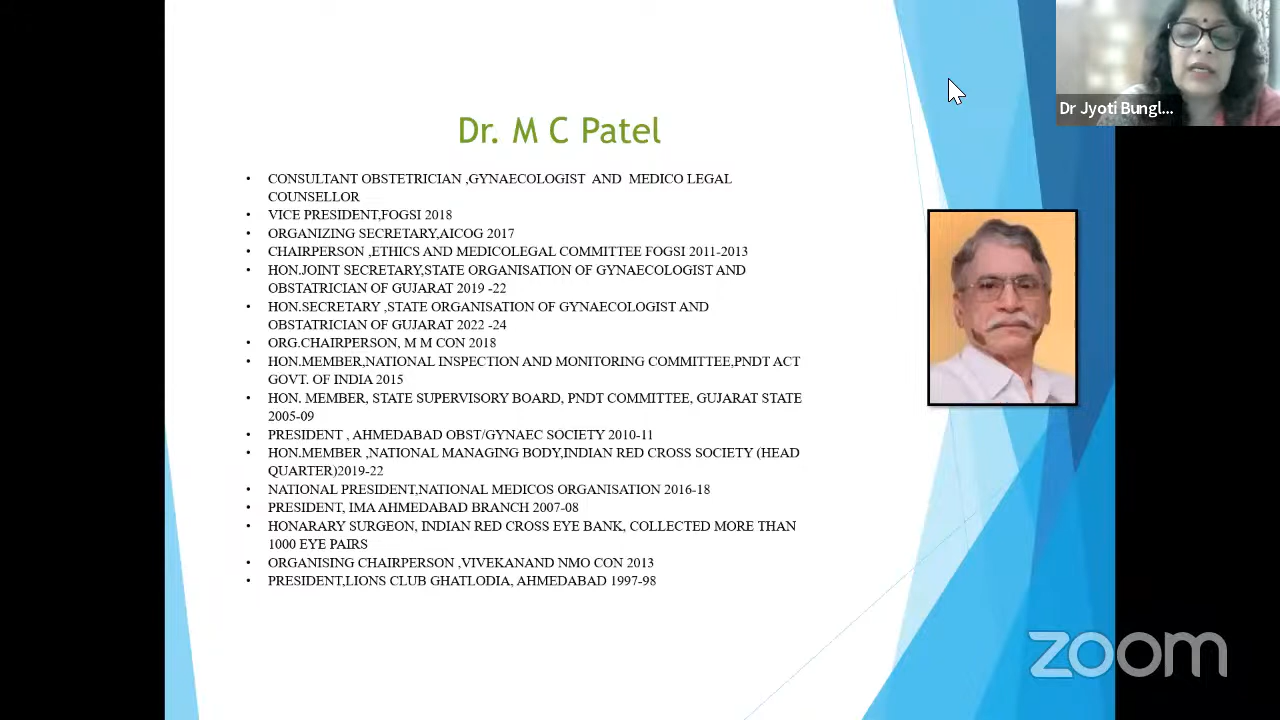 Dr Jyoti Bungl...
Dr. M C Patel
• CONSULTANT OBSTETRICIAN ,GYNAECOLOGIST AND MEDICO LEGAL
COUNSELLOR
• VICE PRESIDENT,FOGSI 2018
• ORGANIZING SECRETARY,AICOG 2017
• CHAIRPERSON ,ETHICS AND MEDICOLEGAL COMMITTEE FOGSI 2011-2013
• HON.JOINT SECRETARY,STATE ORGANISATION OF GYNAECOLOGIST AND
OBSTATRICIAN OF GUJARAT 2019 -22
• HON.SECRETARY ,STATE ORGANISATION OF GYNAECOLOGIST AND
OBSTATRICIAN OF GUJARAT 2022 -24
• ORG.CHAIRPERSON, M M CON 2018
• HON.MEMBER,NATIONAL INSPECTION AND MONITORING COMMITTEE,PNDT ACT
GOVT. OF INDIA 2015
• HON. MEMBER, STATE SUPERVISORY BOARD, PNDT COMMITTEE, GUJARAT STATE
2005-09
• PRESIDENT , AHMEDABAD OBST/GYNAEC SOCIETY 2010-11
• HON.MEMBER ,NATIONAL MANAGING BODY,INDIAN RED CROSS SOCIETY (HEAD
QUARTER)2019-22
• NATIONAL PRESIDENT,NATIONAL MEDICOS ORGANISATION 2016-18
• PRESIDENT, IMA AHMEDABAD BRANCH 2007-08
• HONARARY SURGEON, INDIAN RED CROSS EYE BANK, COLLECTED MORE THAN
1000 EYE PAIRS
• ORGANISING CHAIRPERSON ,VIVEKANAND NMO CON 2013
• PRESIDENT,LIONS CLUB GHATLODIA, AHMEDABAD 1997-98
zoom